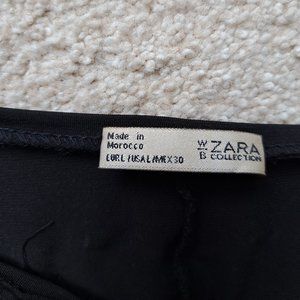 Made in
Morocco
EUR L / USA L / MEX 30
W/B ZARA
COLLECTION